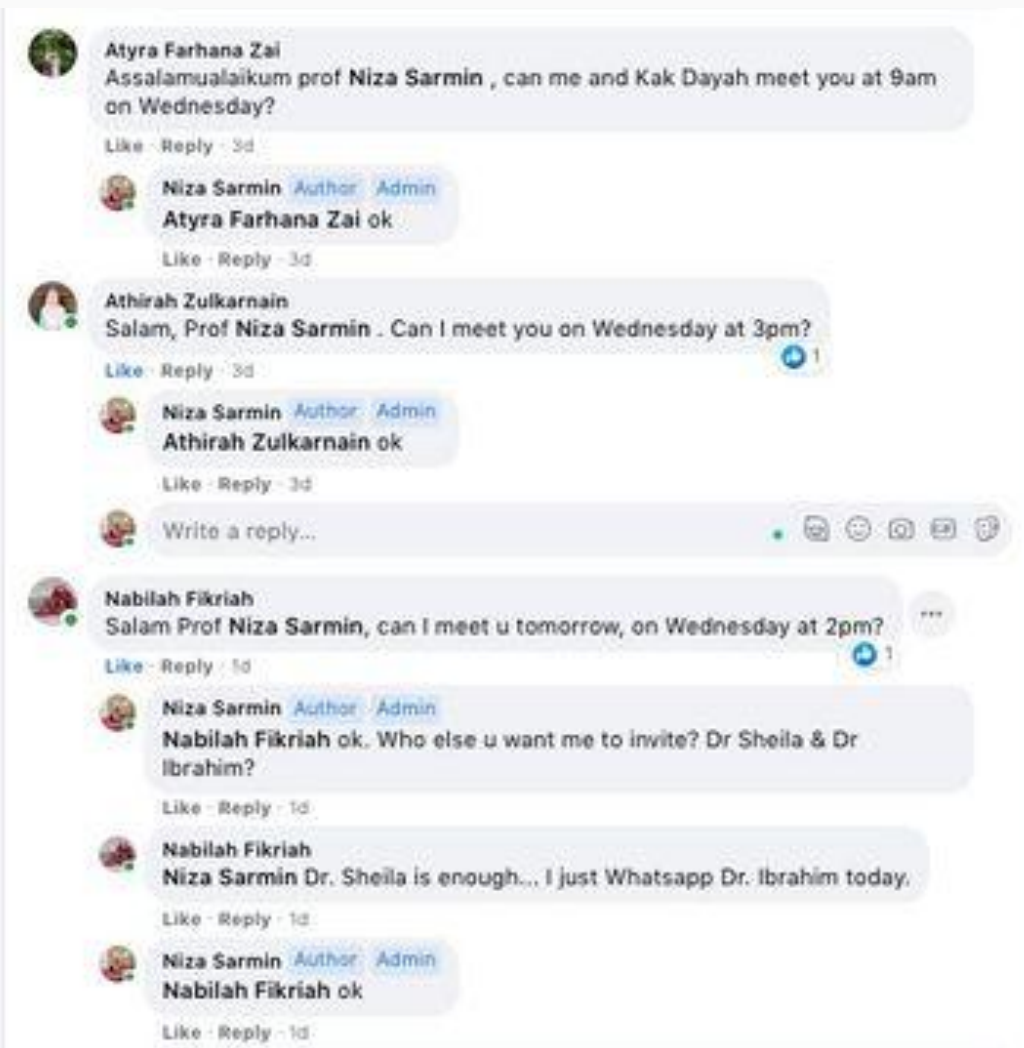 Atyra Farhana Zai
Assalamualaikum prof Niza Sarmin , can me and Kak Dayah meet you at 9am
on Wednesday?
Like · Reply · 3d
Niza Sarmin Author Admin
Atyra Farhana Zai ok
Like · Reply · 3d
Athirah Zulkarnain
Salam, Prof Niza Sarmin . Can I meet you on Wednesday at 3pm?
1
Like · Reply · 3d
Niza Sarmin Author Admin
Athirah Zulkarnain ok
Like · Reply · 3d
Write a reply...
GIF
Nabilah Fikriah
Salam Prof Niza Sarmin, can I meet u tomorrow, on Wednesday at 2pm?
1
Like · Reply · 1d
Niza Sarmin Author Admin
Nabilah Fikriah ok. Who else u want me to invite? Dr Sheila & Dr
Ibrahim?
Like · Reply · 1d
Nabilah Fikriah
Niza Sarmin Dr. Sheila is enough... I just Whatsapp Dr. Ibrahim today.
Like · Reply · 1d
Niza Sarmin Author Admin
Nabilah Fikriah ok
Like · Reply · 1d